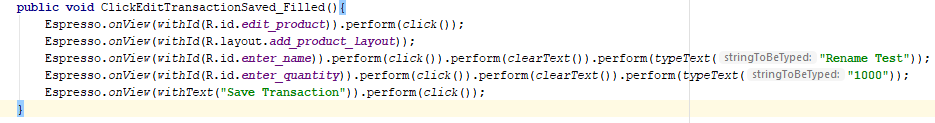 public void ClickEditTransactionSaved_Filled(){
Espresso.onView(withId(R.id.edit_product)).perform(click());
Espresso.onView(withId(R.layout.add_product_layout));
Espresso.onView(withId(R.id.enter_name)).perform(click()).perform(clearText()).perform(typeText( stringToBeTyped: "Rename Test"));
Espresso.onView(withId(R.id.enter_quantity)).perform(click()).perform(clearText()).perform(typeText( stringToBeTyped: "1000"));
Espresso.onView(withText("Save Transaction")).perform(click());
}